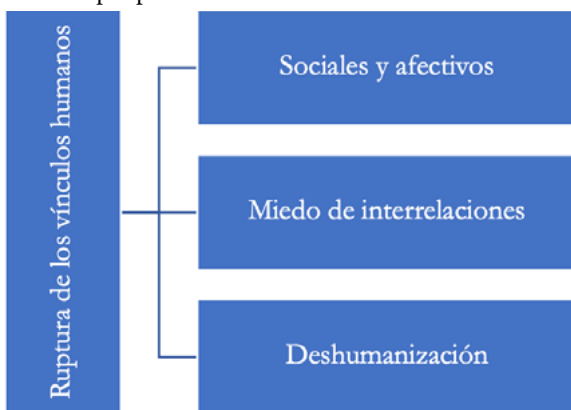 Ruptura de los vínculos humanos
Sociales y afectivos
Miedo de interrelaciones
Deshumanización